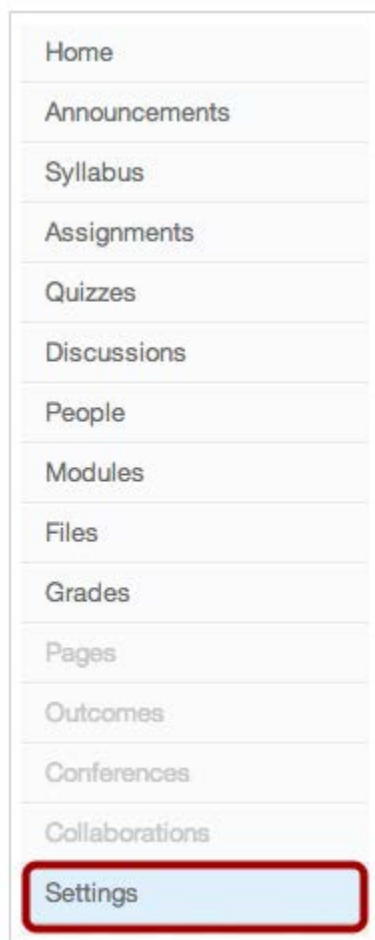 Home
Announcements
Syllabus
Assignments
Quizzes
Discussions
People
Modules
Files
Grades
Pages
Outcomes
Conferences
Collaborations
Settings